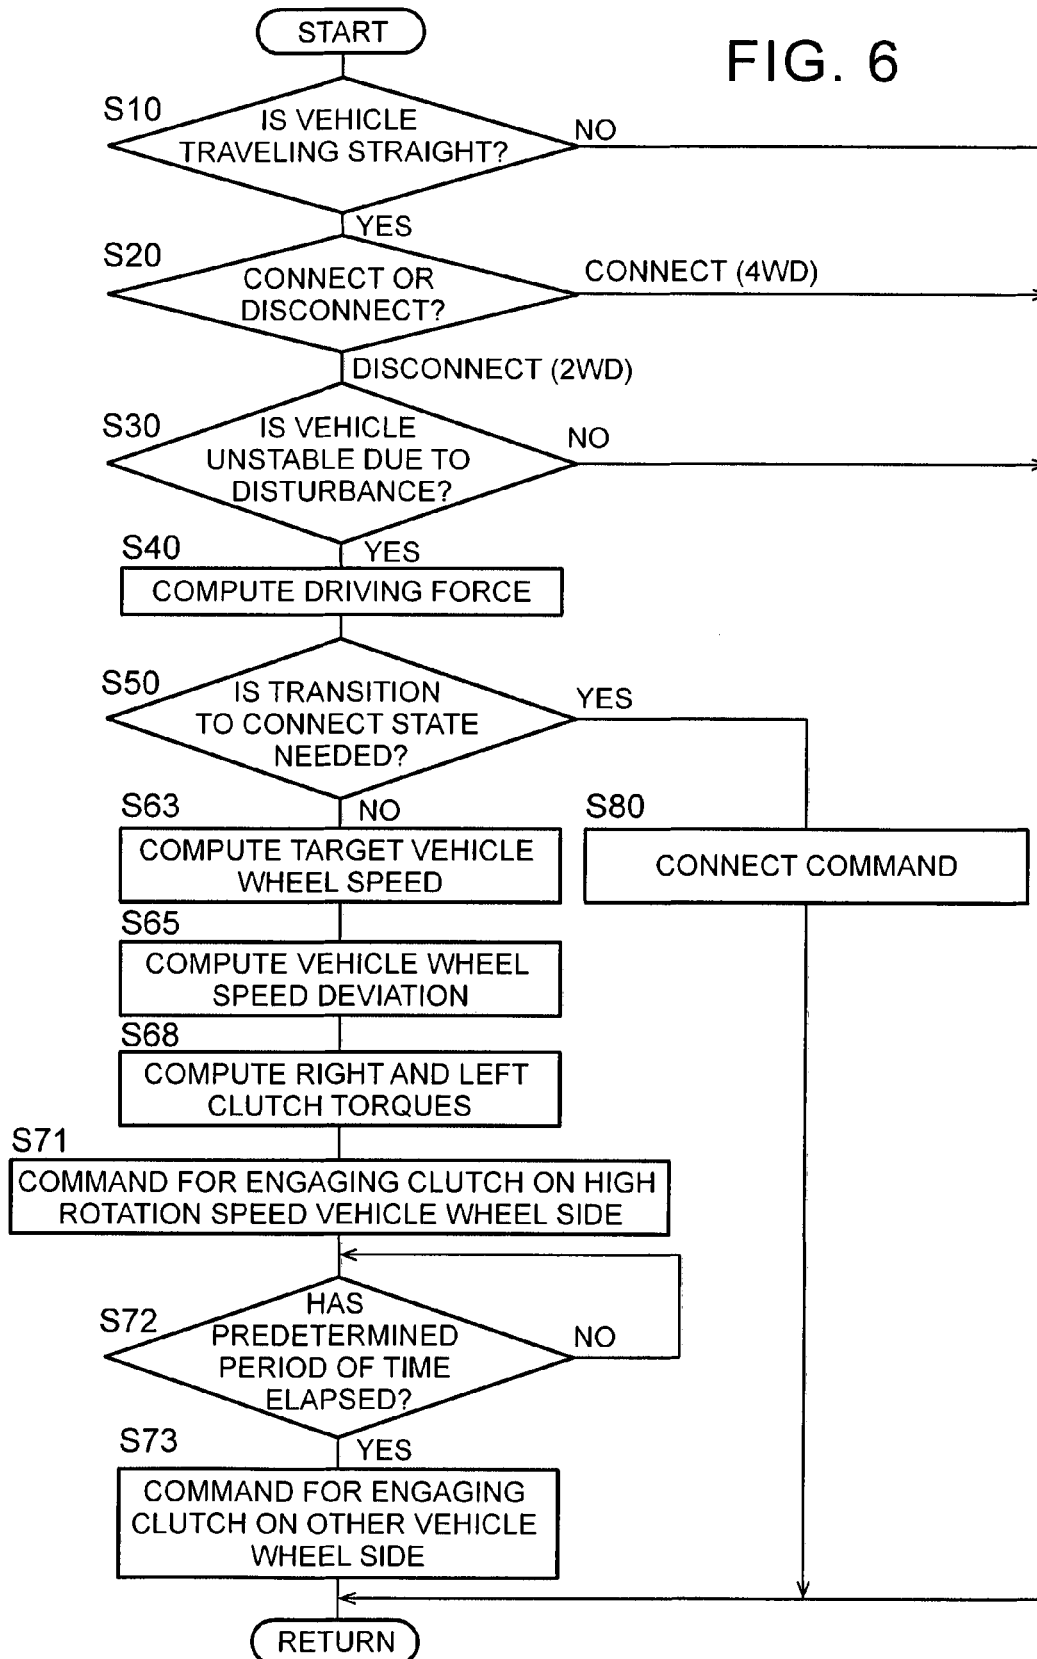 START
FIG. 6
S10
IS VEHICLE
TRAVELING STRAIGHT?
NO
YES
S20
CONNECT OR
DISCONNECT?
CONNECT (4WD)
DISCONNECT (2WD)
S30
IS VEHICLE
UNSTABLE DUE TO
DISTURBANCE?
NO
YES
S40
COMPUTE DRIVING FORCE
S50
IS TRANSITION
TO CONNECT STATE
NEEDED?
YES
NO
S63
COMPUTE TARGET VEHICLE
WHEEL SPEED
S80
CONNECT COMMAND
S65
COMPUTE VEHICLE WHEEL
SPEED DEVIATION
S68
COMPUTE RIGHT AND LEFT
CLUTCH TORQUES
S71
COMMAND FOR ENGAGING CLUTCH ON HIGH
ROTATION SPEED VEHICLE WHEEL SIDE
S72
HAS
PREDETERMINED
PERIOD OF TIME
ELAPSED?
NO
YES
S73
COMMAND FOR ENGAGING
CLUTCH ON OTHER VEHICLE
WHEEL SIDE
RETURN